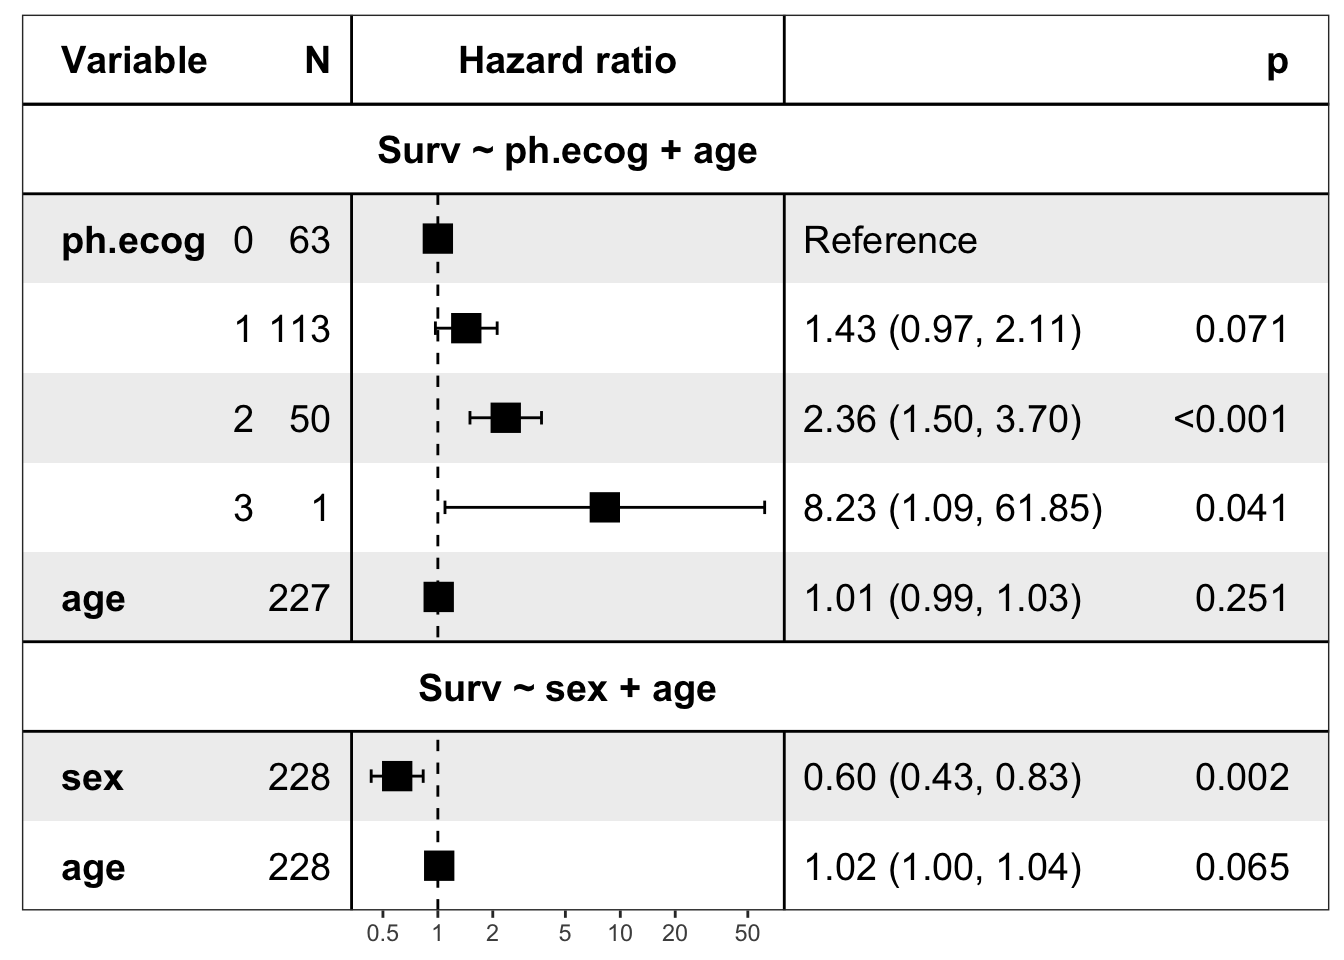 Variable N Hazard ratio p
Surv ~ ph.ecog + age
ph.ecog 0 63 Reference
1 113 1.43 (0.97, 2.11) 0.071
2 50 2.36 (1.50, 3.70) <0.001
3 1 8.23 (1.09, 61.85) 0.041
age 227 1.01 (0.99, 1.03) 0.251
Surv ~ sex + age
sex 228 0.60 (0.43, 0.83) 0.002
age 228 1.02 (1.00, 1.04) 0.065
0.5 1 2 5 10 20 50